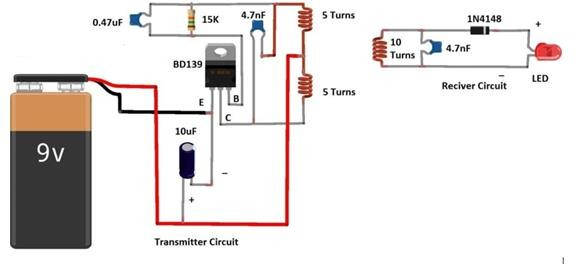 0.47uF
15K
4.7nF
5 Turns
BD139
E
B
C
5 Turns
9v
10uF
–
+
Transmitter Circuit
10
Turns
4.7nF
1N4148
+
–
LED
Reciver Circuit